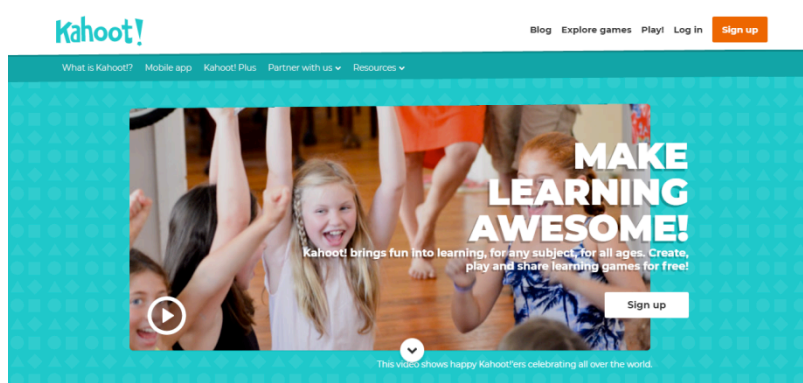 Kahoot!
Blog Explore games Play! Log in Sign up
What is Kahoot!? Mobile app Kahoot! Plus Partner with us Resources
MAKE
LEARNING
AWESOME!
Kahoot! brings fun into learning, for any subject, for all ages. Create,
play and share learning games for free!
Sign up
This video shows happy Kahoot!'ers celebrating all over the world.